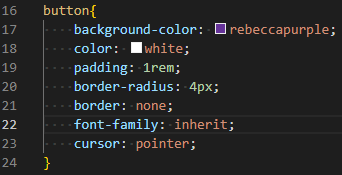 16 button{
17 background-color: rebeccapurple;
18 color: white;
19 padding: 1rem;
20 border-radius: 4px;
21 border: none;
22 font-family: inherit;
23 cursor: pointer;
24 }